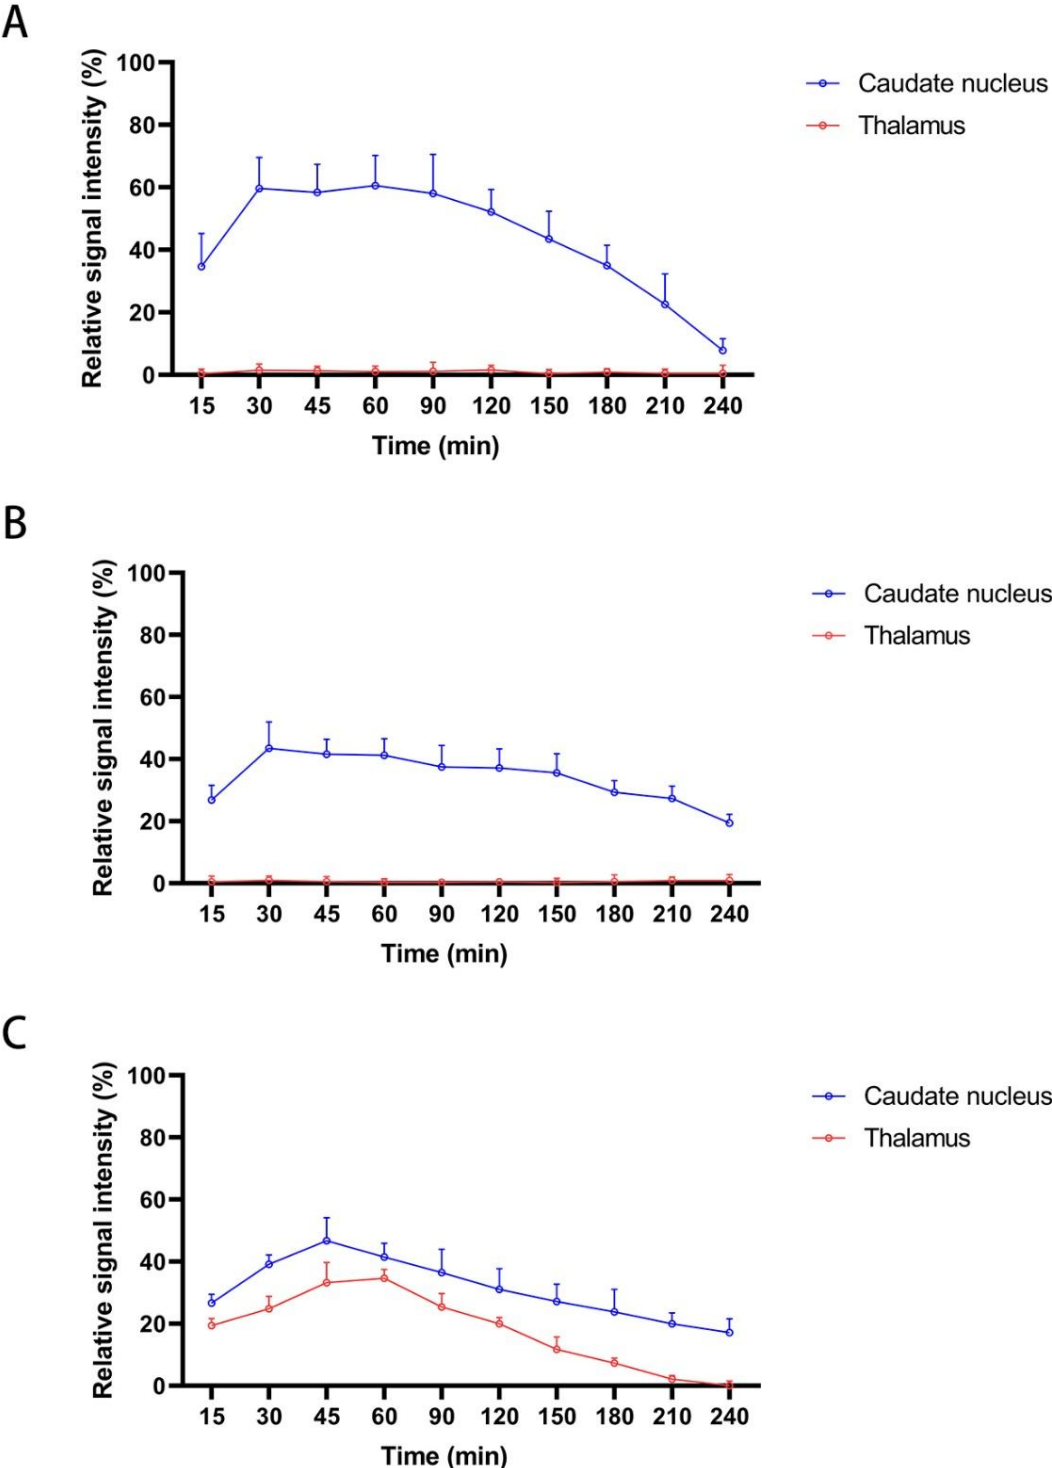 A
Relative signal intensity (%)
100
80
60
40
20
0
15 30 45 60 90 120 150 180 210 240
Time (min)
Caudate nucleus
Thalamus
B
Relative signal intensity (%)
100
80
60
40
20
0
15 30 45 60 90 120 150 180 210 240
Time (min)
Caudate nucleus
Thalamus
C
Relative signal intensity (%)
100
80
60
40
20
0
15 30 45 60 90 120 150 180 210 240
Time (min)
Caudate nucleus
Thalamus